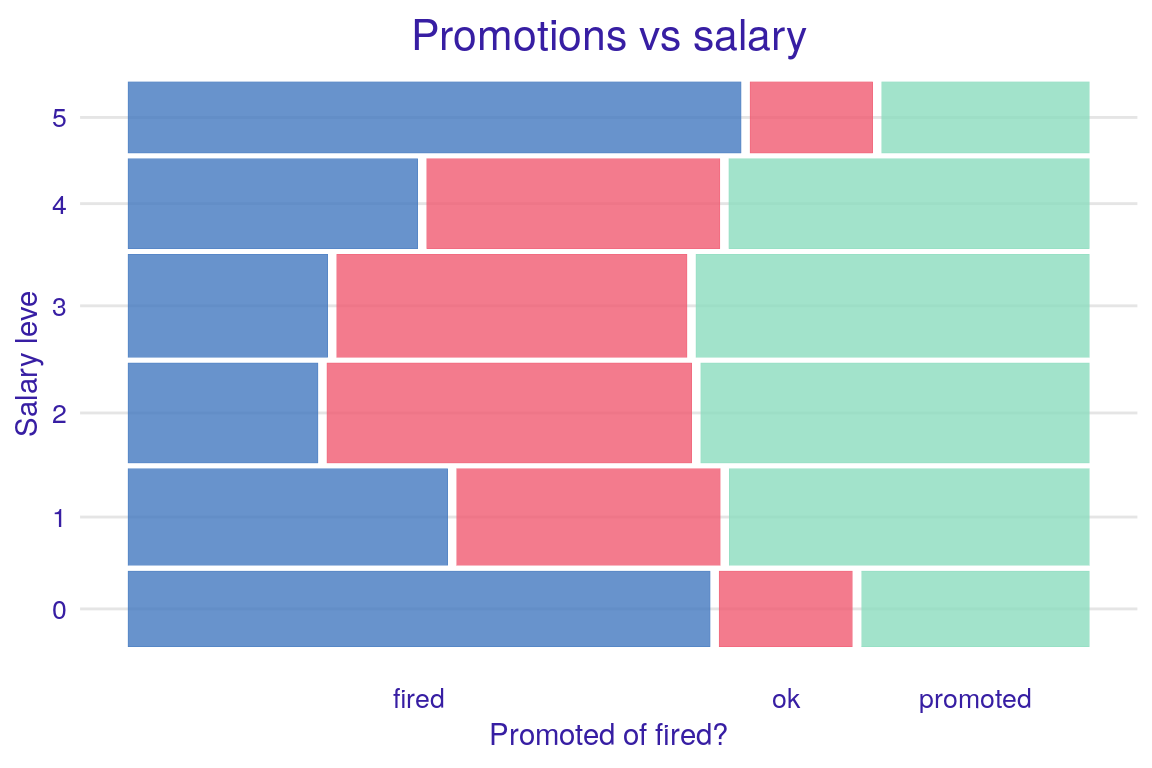 Promotions vs salary
5
4
3
2
1
0
Salary leve
fired
ok
promoted
Promoted of fired?